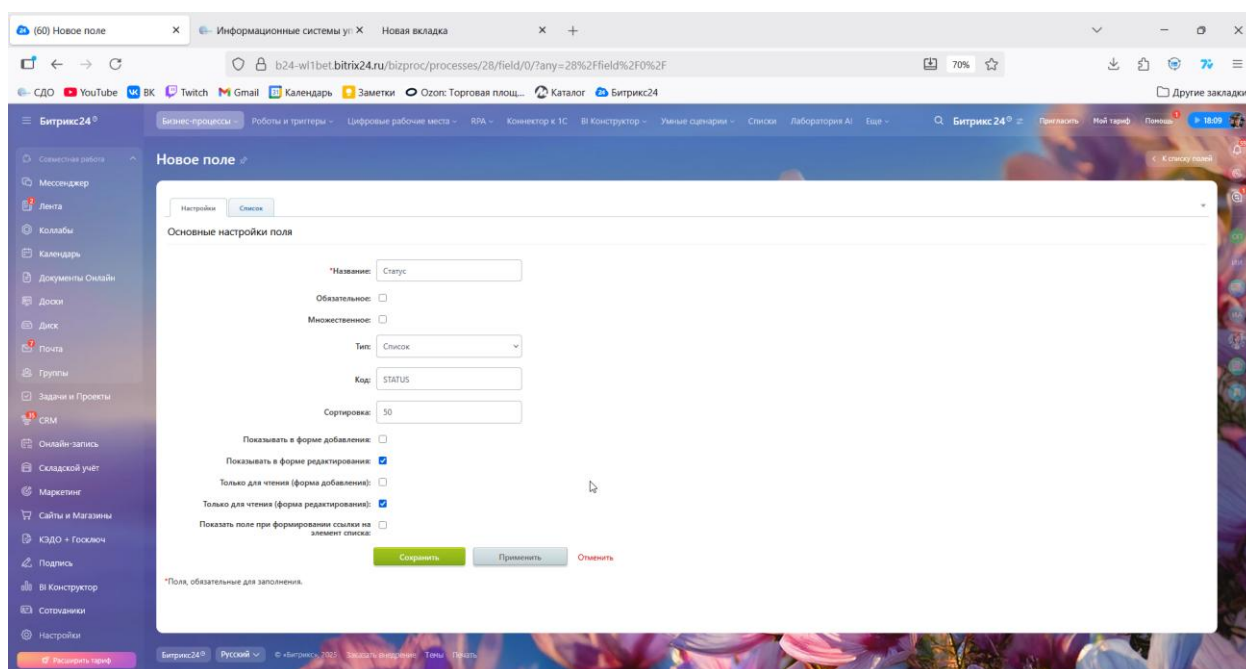 (60) Новое поле
Информационные системы уп
Новая вкладка
b24-wl1bet.bitrix24.ru/bizproc/processes/28/field/0/?any=28%2Ffield%2F0%2F
70%
СДО YouTube ВК Twitch Gmail Календарь Заметки Ozon: Торговая площ... Каталог Битрикс24
Другие закладки
Битрикс24
Бизнес-процессы Роботы и триггеры Цифровые рабочие места RPA Коннектор к 1С BI Конструктор Умные сценарии Списки Лаборатория AI Еще
Битрикс 24 Пригласить Мой тариф Помощь 18:09
Совместная работа
Мессенджер
Лента
Коллабы
Календарь
Документы Онлайн
Доски
Диск
Почта
Группы
Задачи и Проекты
CRM
Онлайн-запись
Складской учёт
Маркетинг
Сайты и Магазины
КЭДО + Госключ
Подпись
BI Конструктор
Сотрудники
Настройки
Расширить тариф
Новое поле
К списку полей
Настройки Список
Основные настройки поля
*Название: Статус
Обязательное:
Множественное:
Тип: Список
Код: STATUS
Сортировка: 50
Показывать в форме добавления:
Показывать в форме редактирования:
Только для чтения (форма добавления):
Только для чтения (форма редактирования):
Показать поле при формировании ссылки на
элемент списка:
Сохранить Применить Отменить
*Поля, обязательные для заполнения.
Битрикс24 Русский © «Битрикс», 2025 Заказать внедрение Темы Печать